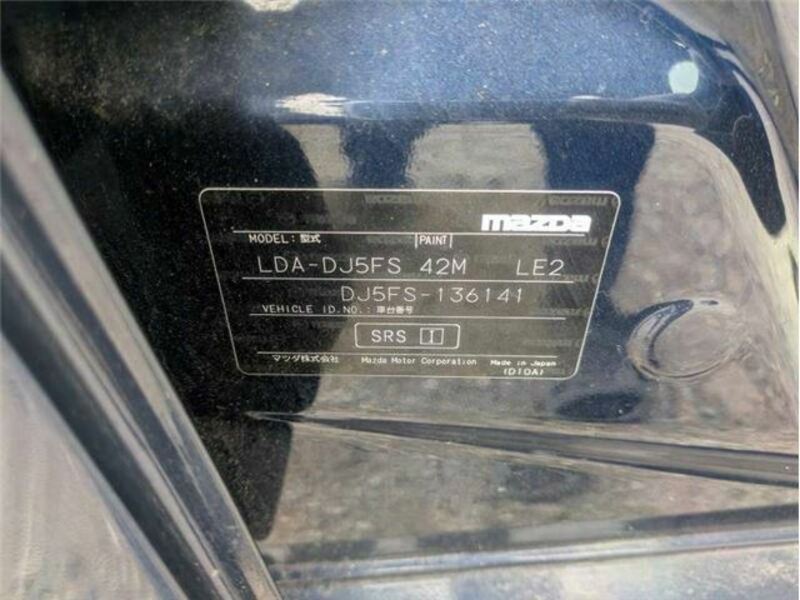 mazda
MODEL: 型式 PAINT
LDA-DJ5FS 42M LE2
DJ5FS-136141
VEHICLE ID.NO.: 車台番号
SRS I
マツダ株式会社 Mazda Motor Corporation Made in Japan
(D10A)